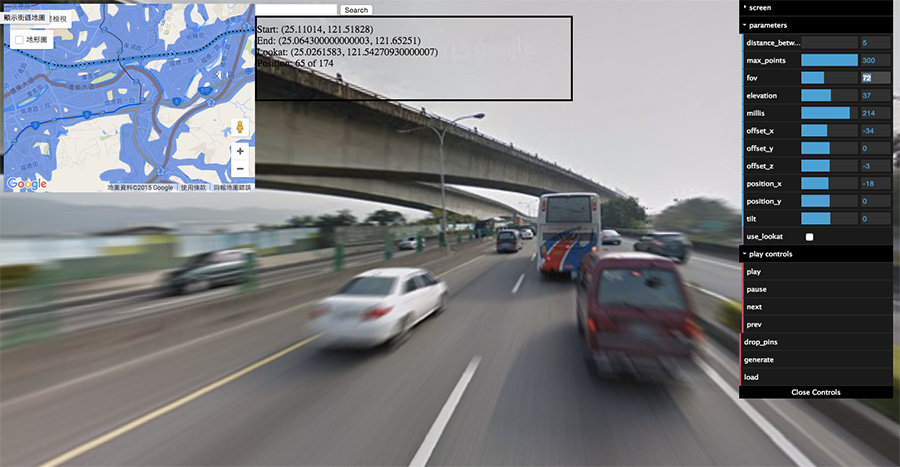 顯示街道地圖
檢視
地形圖
Google
地圖資料©2015 Google
使用條款
回報地圖錯誤
Search
Start: (25.11014, 121.51828)
End: (25.064300000000003, 121.65251)
Lookat: (25.0261583, 121.54270930000007)
Position: 65 of 174
screen
parameters
distance_betw... 5
max_points 300
fov 72
elevation 37
millis 214
offset_x -34
offset_y 0
offset_z -3
position_x -18
position_y 0
tilt 0
use_lookat
play controls
play
pause
next
prev
drop_pins
generate
load
Close Controls